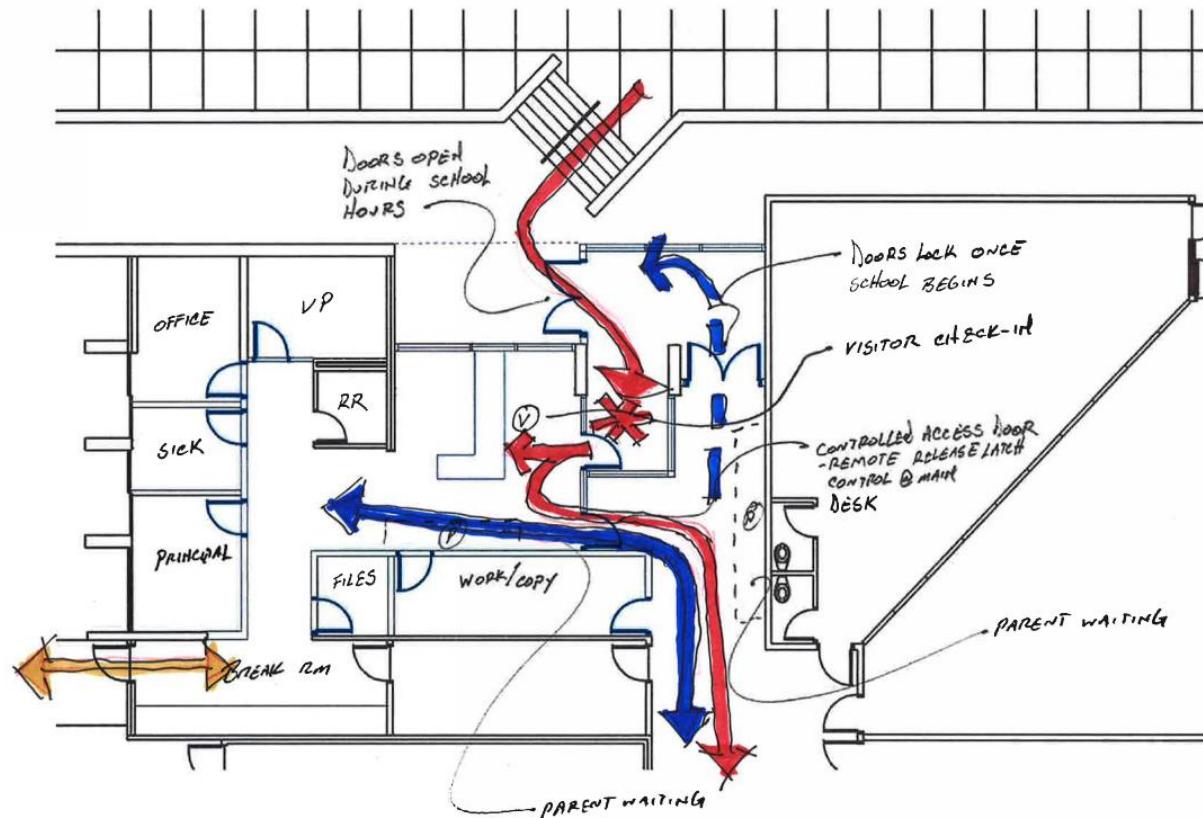 DOORS OPEN
DURING SCHOOL
HOURS
DOORS LOCK ONCE
SCHOOL BEGINS
VISITOR CHECK-IN
CONTROLLED ACCESS DOOR
-REMOTE RELEASE LATCH
CONTROL @ MAIN
DESK
OFFICE
VP
RR
SICK
V
PRINCIPAL
P
P
FILES
WORK/COPY
BREAK RM
PARENT WAITING
PARENT WAITING